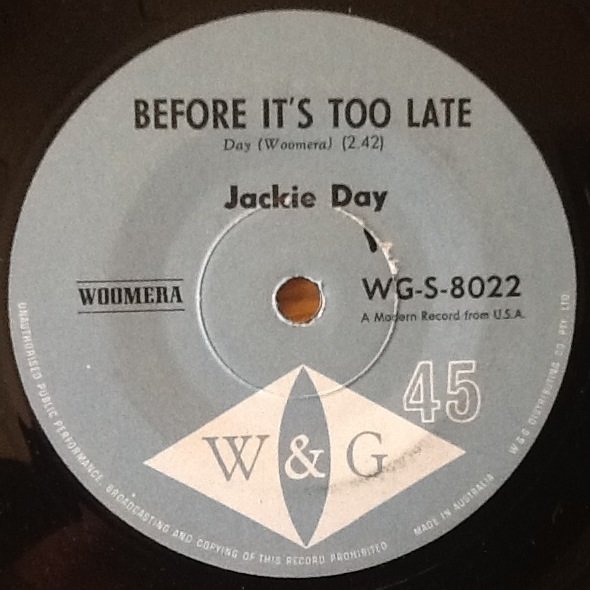 BEFORE IT'S TOO LATE
Day (Woomera) (2.42)
Jackie Day
WOOMERA
WG-S-8022
A Modern Record from U.S.A.
45
W & G
UNAUTHORISED PUBLIC PERFORMANCE, BROADCASTING AND COPYING OF THIS RECORD PROHIBITED
MADE IN AUSTRALIA
W & G DISTRIBUTING CO. PTY. LTD.